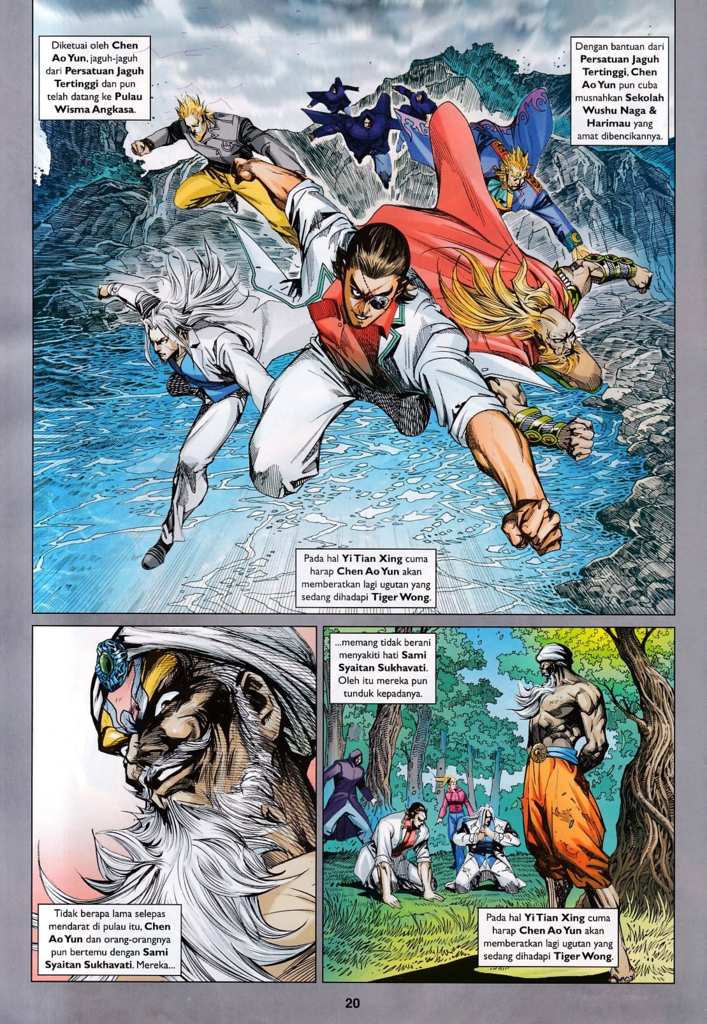 Diketuai oleh Chen
Ao Yun, jaguh-jaguh
dari Persatuan Jaguh
Tertinggi dan pun
telah datang ke Pulau
Wisma Angkasa.
Dengan bantuan dari
Persatuan Jaguh
Tertinggi, Chen
Ao Yun pun cuba
musnahkan Sekolah
Wushu Naga &
Harimau yang
amat dibencikannya.
Pada hal Yi Tian Xing cuma
harap Chen Ao Yun akan
memberatkan lagi ugutan yang
sedang dihadapi Tiger Wong.
Tidak berapa lama selepas
mendarat di pulau itu, Chen
Ao Yun dan orang-orangnya
pun bertemu dengan Sami
Syaitan Sukhavati. Mereka...
...memang tidak berani
menyakiti hati Sami
Syaitan Sukhavati.
Oleh itu mereka pun
tunduk kepadanya.
Pada hal Yi Tian Xing cuma
harap Chen Ao Yun akan
memberatkan lagi ugutan yang
sedang dihadapi Tiger Wong.
20